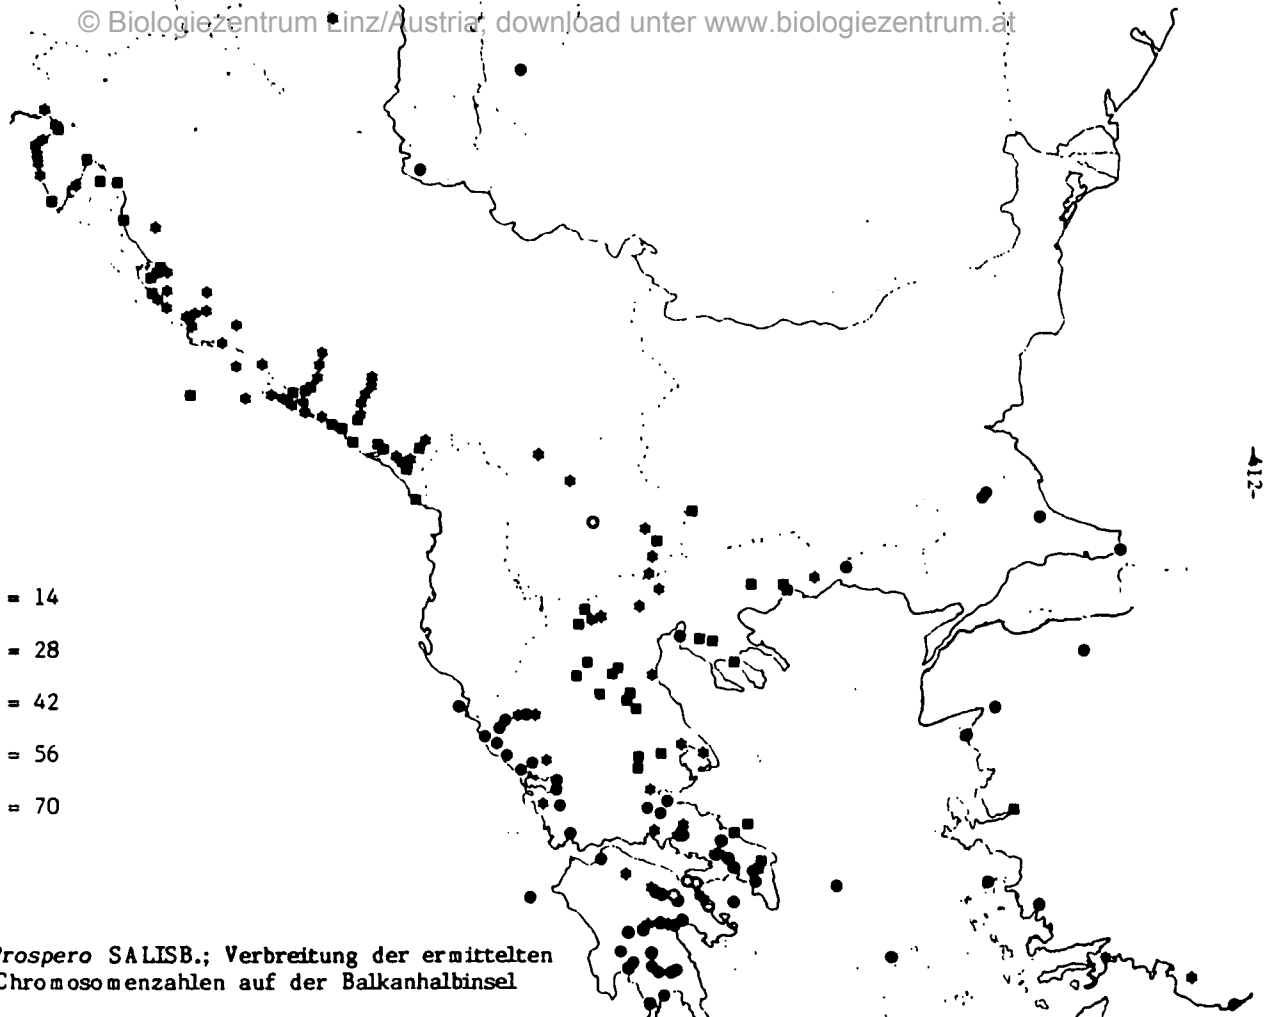 © Biologiezentrum Linz/Austria; download unter www.biologiezentrum.at
-412-
= 14
= 28
= 42
= 56
= 70
Prospero SALISB.; Verbreitung der ermittelten
Chromosomenzahlen auf der Balkanhalbinsel